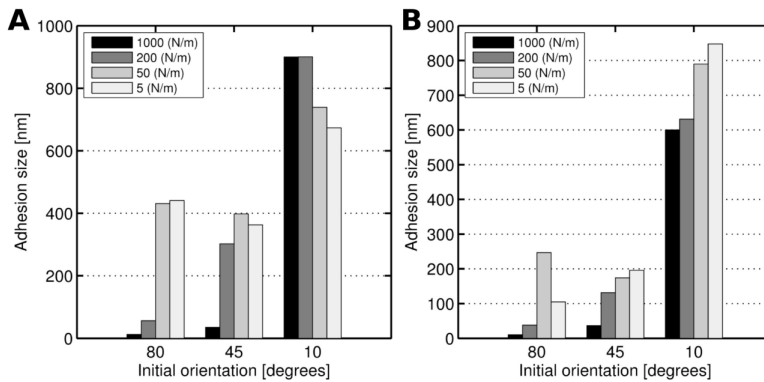 A
1000 (N/m)
200 (N/m)
50 (N/m)
5 (N/m)
Adhesion size [nm]
1000
800
600
400
200
0
80 45 10
Initial orientation [degrees]
B
1000 (N/m)
200 (N/m)
50 (N/m)
5 (N/m)
Adhesion size [nm]
900
800
700
600
500
400
300
200
100
0
80 45 10
Initial orientation [degrees]